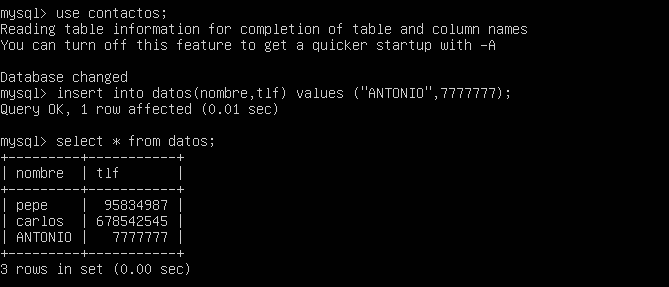 mysql> use contactos;
Reading table information for completion of table and column names
You can turn off this feature to get a quicker startup with -A
Database changed
mysql> insert into datos(nombre,tlf) values ("ANTONIO",7777777);
Query OK, 1 row affected (0.01 sec)
mysql> select * from datos;
+---------+-----------+
| nombre  | tlf       |
+---------+-----------+
| pepe    |  95834987 |
| carlos  | 678542545 |
| ANTONIO |   7777777 |
+---------+-----------+
3 rows in set (0.00 sec)